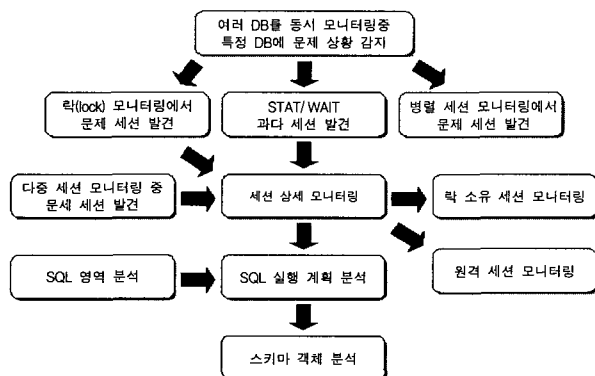 여러 DB를 동시 모니터링중
특정 DB에 문제 상황 감지
락(lock) 모니터링에서
문제 세션 발견
STAT/WAIT
과다 세션 발견
병렬 세션 모니터링에서
문제 세션 발견
다중 세션 모니터링 중
문세 세션 발견
세션 상세 모니터링
락 소유 세션 모니터링
SQL 영역 분석
SQL 실행 계획 분석
원격 세션 모니터링
스키마 객체 분석